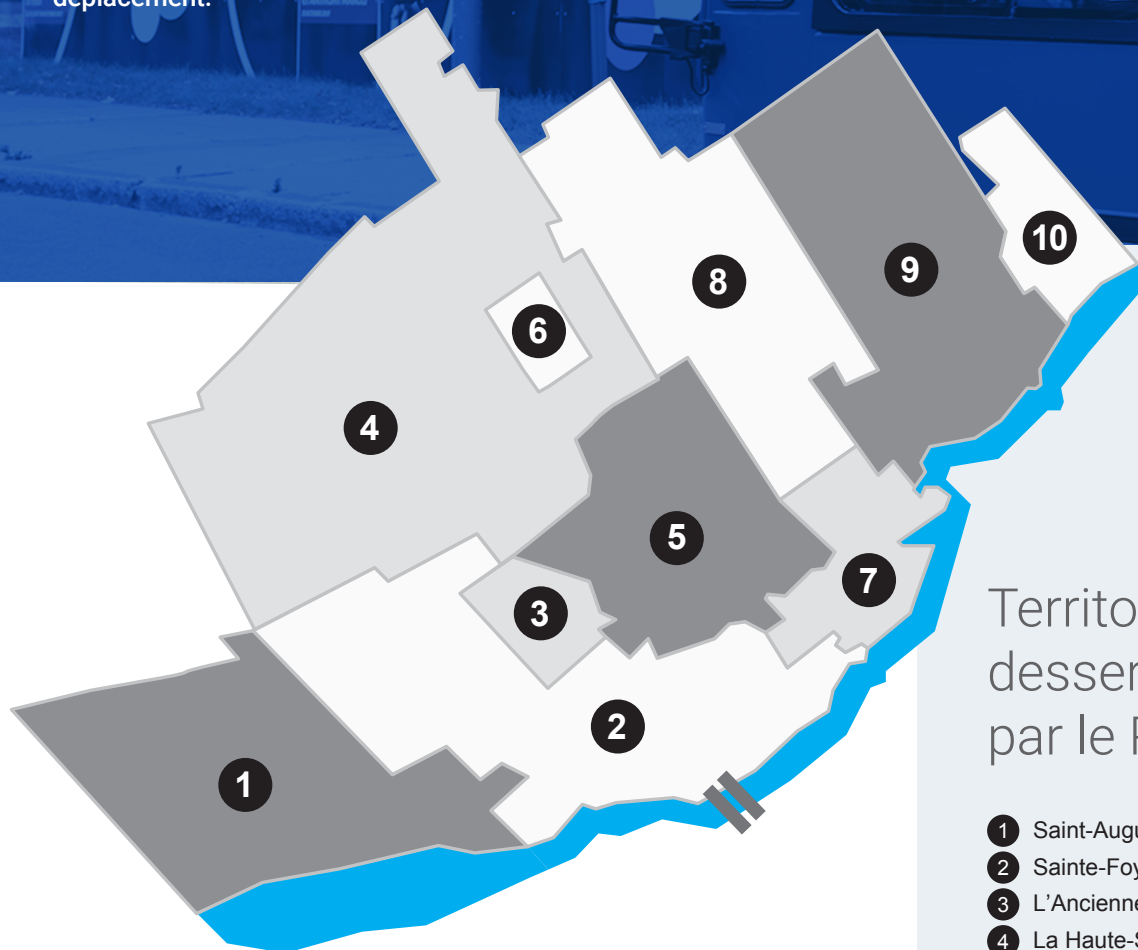 déplacement.
10
9
8
6
4
5
7
3
2
1
Territo
desser
par le
1 Saint-Augu
2 Sainte-Foy
3 L'Ancienne
4 La Haute-S